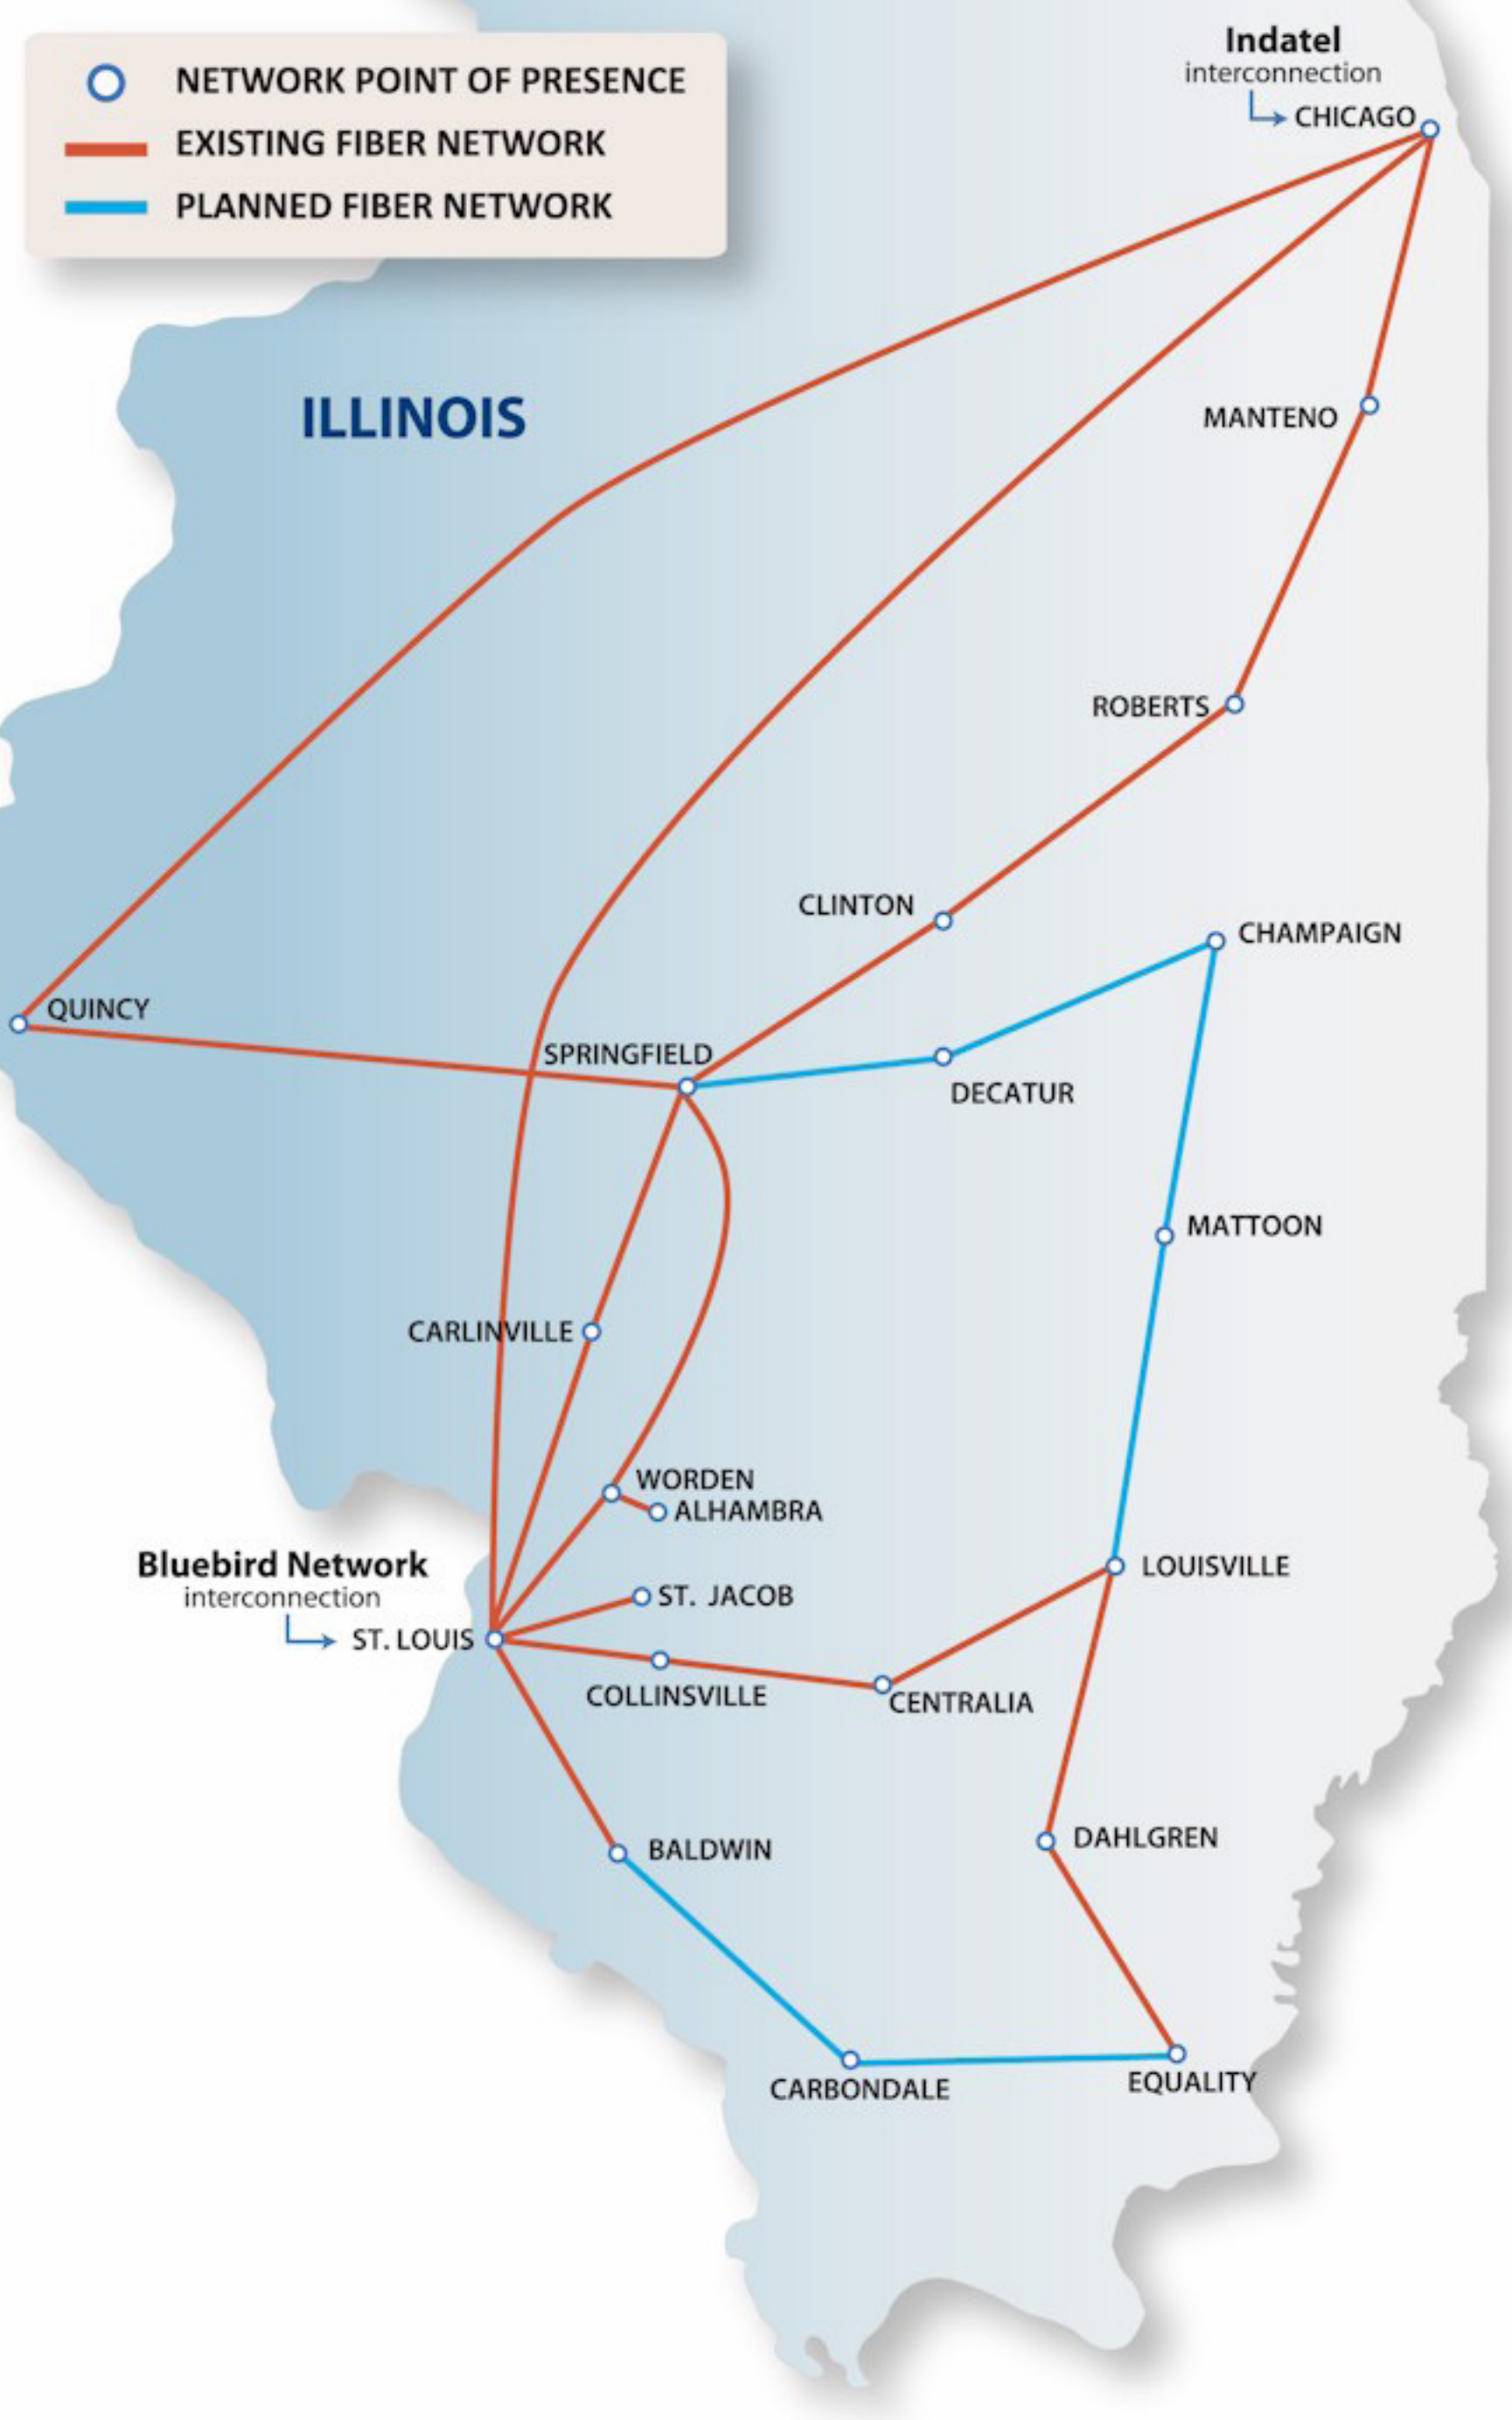 NETWORK POINT OF PRESENCE
EXISTING FIBER NETWORK
PLANNED FIBER NETWORK
Indatel
interconnection
CHICAGO
ILLINOIS
MANTENO
ROBERTS
CLINTON
CHAMPAIGN
QUINCY
SPRINGFIELD
DECATUR
MATTOON
CARLINVILLE
WORDEN
ALHAMBRA
Bluebird Network
interconnection
ST. LOUIS
ST. JACOB
LOUISVILLE
COLLINSVILLE
CENTRALIA
BALDWIN
DAHLGREN
CARBONDALE
EQUALITY